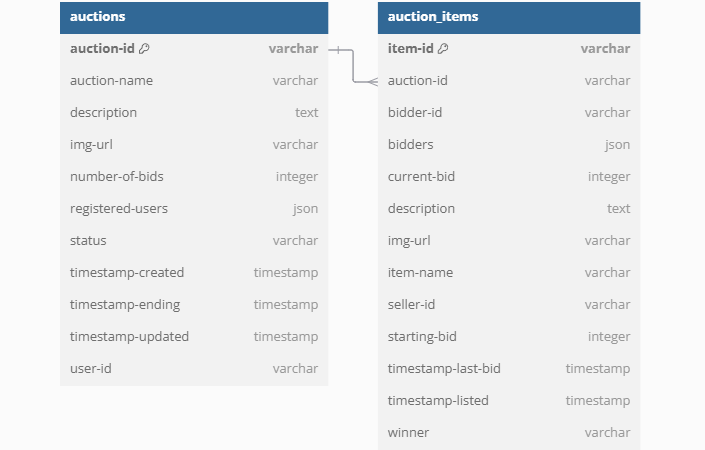 auctions
auction-id varchar
auction-name varchar
description text
img-url varchar
number-of-bids integer
registered-users json
status varchar
timestamp-created timestamp
timestamp-ending timestamp
timestamp-updated timestamp
user-id varchar
auction_items
item-id varchar
auction-id varchar
bidder-id varchar
bidders json
current-bid integer
description text
img-url varchar
item-name varchar
seller-id varchar
starting-bid integer
timestamp-last-bid timestamp
timestamp-listed timestamp
winner varchar